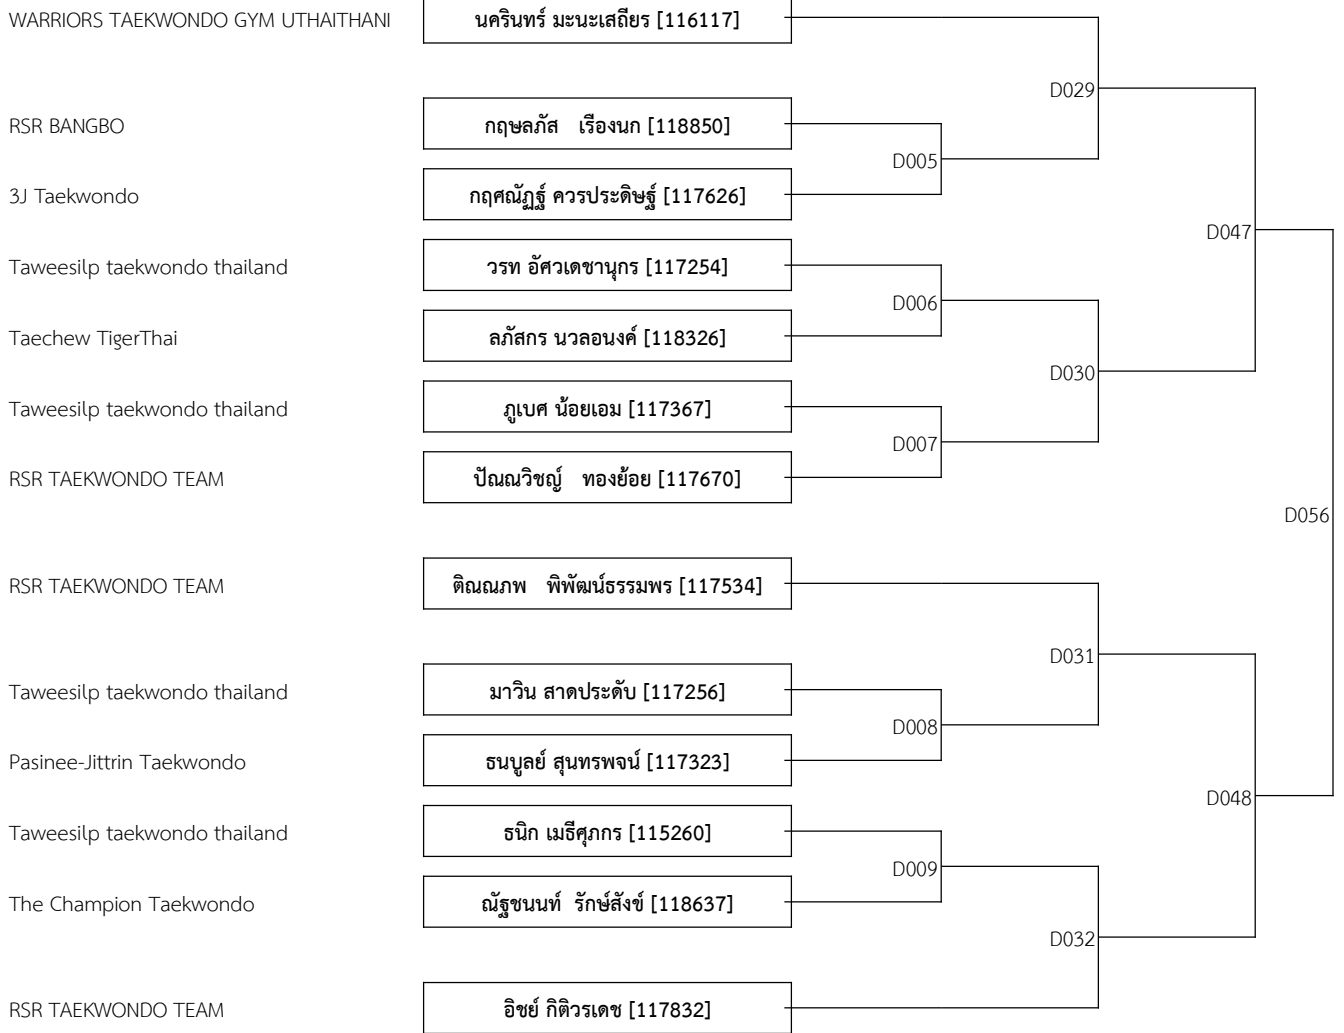 WARRIORS TAEKWONDO GYM UTHAITHANI นครินทร์ มะนะเสถียร [116117]
D029
RSR BANGBO กฤษลภัส เรืองนก [118850]
D005
3J Taekwondo กฤศณัฏฐ์ ควรประดิษฐ์ [117626]
D047
Taweesilp taekwondo thailand วรท อัศวเดชานุกร [117254]
D006
Taechew TigerThai ลภัสกร นวลอนงค์ [118326]
D030
Taweesilp taekwondo thailand ภูเบศ น้อยเอม [117367]
D007
RSR TAEKWONDO TEAM ปัณณวิชญ์ ทองย้อย [117670]
D056
RSR TAEKWONDO TEAM ติณณภพ พิพัฒน์ธรรมพร [117534]
D031
Taweesilp taekwondo thailand มาวิน สาดประดับ [117256]
D008
Pasinee-Jittrin Taekwondo ธนบูลย์ สุนทรพจน์ [117323]
D048
Taweesilp taekwondo thailand ธนิก เมธีศุภกร [115260]
D009
The Champion Taekwondo ณัฐชนนท์ รักษ์สังข์ [118637]
D032
RSR TAEKWONDO TEAM อิชย์ กิติวรเดช [117832]